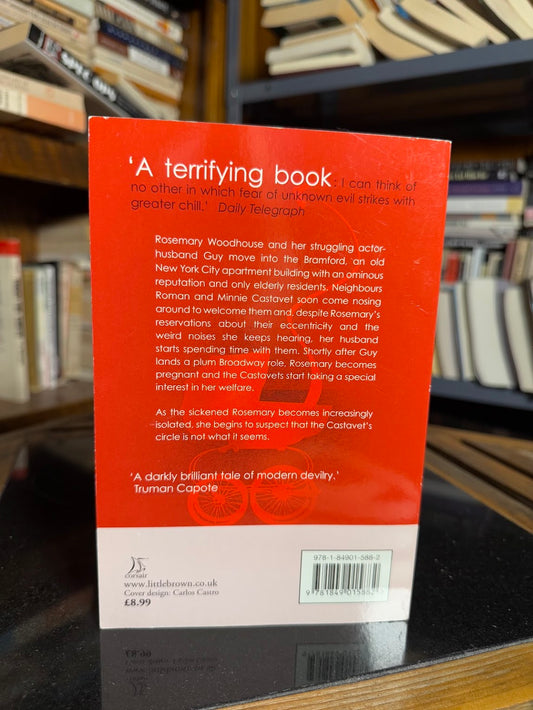 'A terrifying book : I can think of
no other in which fear of unknown evil strikes with
greater chill.' Daily Telegraph
Rosemary Woodhouse and her struggling actor-
husband Guy move into the Bramford, an old
New York City apartment building with an ominous
reputation and only elderly residents. Neighbours
Roman and Minnie Castavet soon come nosing
around to welcome them and, despite Rosemary's
reservations about their eccentricity and the
weird noises she keeps hearing, her husband
starts spending time with them. Shortly after Guy
lands a plum Broadway role, Rosemary becomes
pregnant and the Castavets start taking a special
interest in her welfare.
As the sickened Rosemary becomes increasingly
isolated, she begins to suspect that the Castavet's
circle is not what it seems.
'A darkly brilliant tale of modern devilry.'
Truman Capote
corsair
www.littlebrown.co.uk
Cover design: Carlos Castro
£8.99
978-1-84901-588-2
9 781849 015882